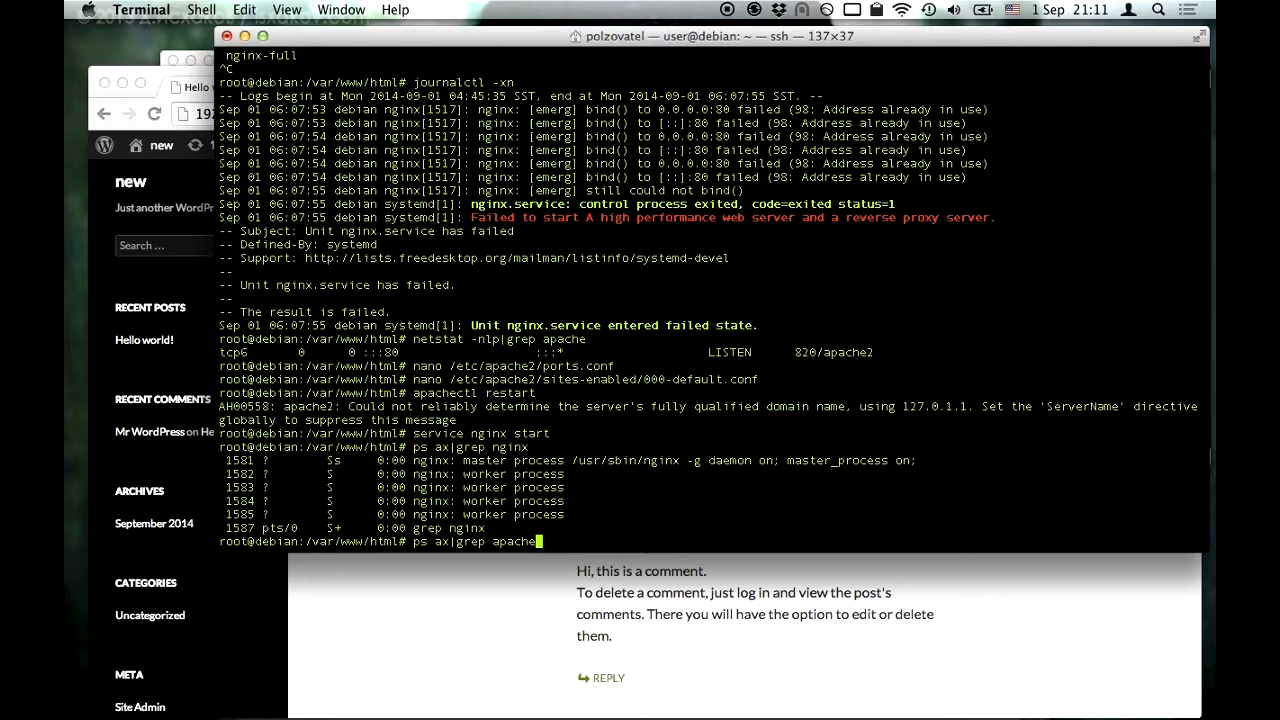 Terminal Shell Edit View Window Help 1 Sep 21:11
polzovatel — user@debian: ~ — ssh — 137×37
nginx-full
^C
root@debian:/var/www/html# journalctl -xn
-- Logs begin at Mon 2014-09-01 04:45:35 SST, end at Mon 2014-09-01 06:07:55 SST. --
Sep 01 06:07:53 debian nginx[1517]: nginx: [emerg] bind() to 0.0.0.0:80 failed (98: Address already in use)
Sep 01 06:07:53 debian nginx[1517]: nginx: [emerg] bind() to [::]:80 failed (98: Address already in use)
Sep 01 06:07:54 debian nginx[1517]: nginx: [emerg] bind() to 0.0.0.0:80 failed (98: Address already in use)
Sep 01 06:07:54 debian nginx[1517]: nginx: [emerg] bind() to [::]:80 failed (98: Address already in use)
Sep 01 06:07:54 debian nginx[1517]: nginx: [emerg] bind() to 0.0.0.0:80 failed (98: Address already in use)
Sep 01 06:07:54 debian nginx[1517]: nginx: [emerg] bind() to [::]:80 failed (98: Address already in use)
Sep 01 06:07:55 debian nginx[1517]: nginx: [emerg] still could not bind()
Sep 01 06:07:55 debian systemd[1]: nginx.service: control process exited, code=exited status=1
Sep 01 06:07:55 debian systemd[1]: Failed to start A high performance web server and a reverse proxy server.
-- Subject: Unit nginx.service has failed
-- Defined-By: systemd
-- Support: http://lists.freedesktop.org/mailman/listinfo/systemd-devel
--
-- Unit nginx.service has failed.
--
-- The result is failed.
Sep 01 06:07:55 debian systemd[1]: Unit nginx.service entered failed state.
root@debian:/var/www/html# netstat -nlp|grep apache
tcp6 0 0 :::80 :::* LISTEN 820/apache2
root@debian:/var/www/html# nano /etc/apache2/ports.conf
root@debian:/var/www/html# nano /etc/apache2/sites-enabled/000-default.conf
root@debian:/var/www/html# apachectl restart
AH00558: apache2: Could not reliably determine the server's fully qualified domain name, using 127.0.1.1. Set the 'ServerName' directive
globally to suppress this message
root@debian:/var/www/html# service nginx start
root@debian:/var/www/html# ps ax|grep nginx
1581 ? Ss 0:00 nginx: master process /usr/sbin/nginx -g daemon on; master_process on;
1582 ? S 0:00 nginx: worker process
1583 ? S 0:00 nginx: worker process
1584 ? S 0:00 nginx: worker process
1585 ? S 0:00 nginx: worker process
1587 pts/0 S+ 0:00 grep nginx
root@debian:/var/www/html# ps ax|grep apache
Hello
192
new
new
Just another WordPr
Search ...
RECENT POSTS
Hello world!
RECENT COMMENTS
Mr WordPress on He
ARCHIVES
September 2014
CATEGORIES
Uncategorized
META
Site Admin
Hi, this is a comment.
To delete a comment, just log in and view the post's
comments. There you will have the option to edit or delete
them.
REPLY